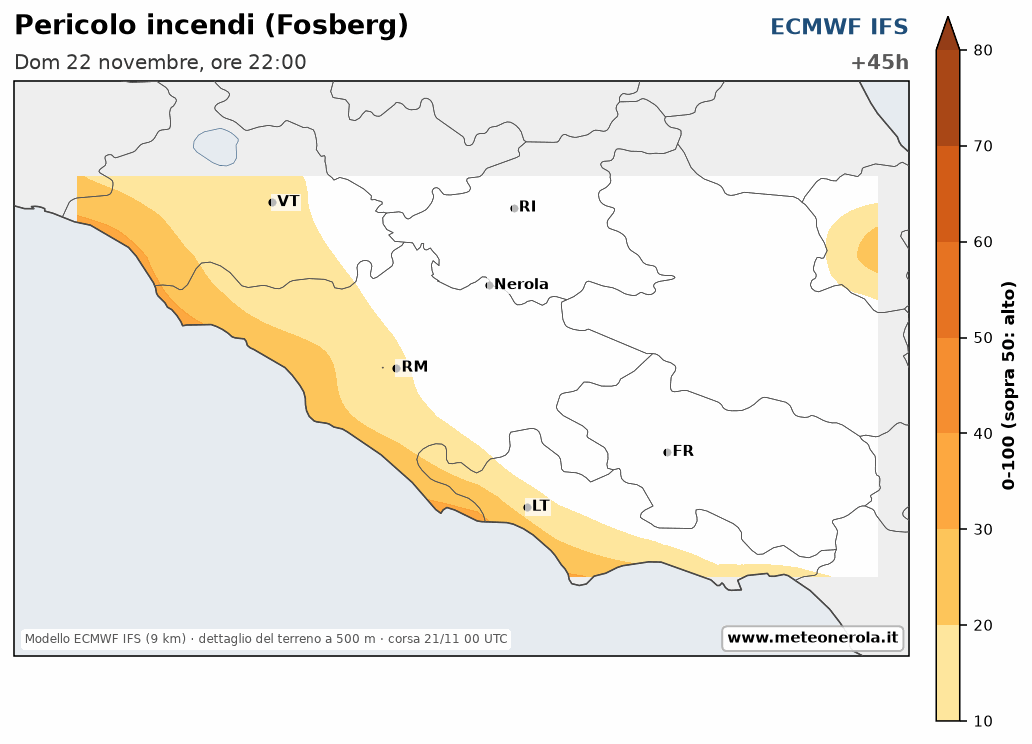 Pericolo incendi (Fosberg)
ECMWF IFS
Dom 22 novembre, ore 22:00
+45h
80
70
60
50
40
30
20
10
0-100 (sopra 50: alto)
VT
RI
Nerola
RM
FR
LT
Modello ECMWF IFS (9 km) · dettaglio del terreno a 500 m · corsa 21/11 00 UTC
www.meteonerola.it